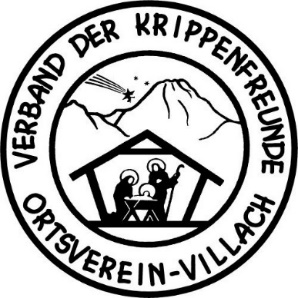 VERBAND DER KRIPPENFREUNDE
ORTSVEREIN-VILLACH